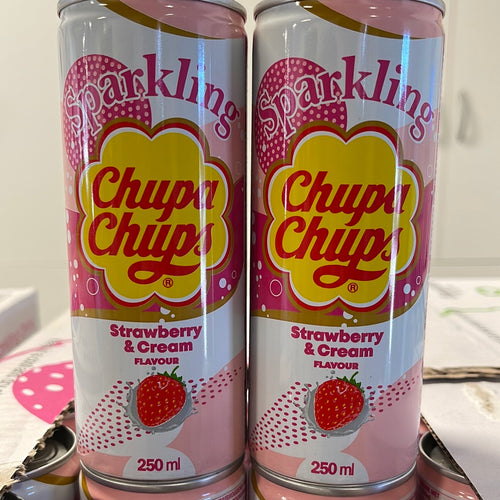 Sparkling
Chupa
Chups
®
Strawberry
& Cream
FLAVOUR
250 ml
Sparkling
Chupa
Chups
®
Strawberry
& Cream
FLAVOUR
250 ml